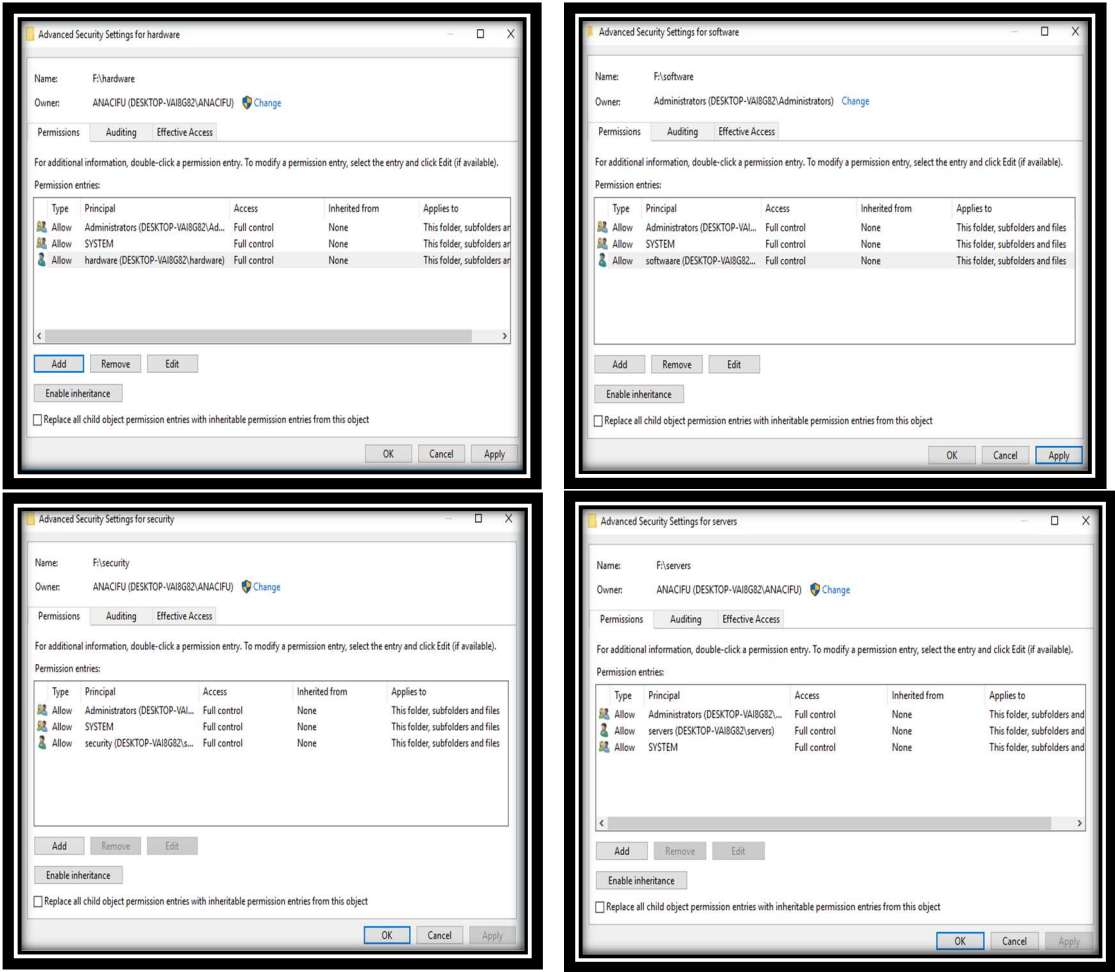 Advanced Security Settings for hardware
Name: F:\hardware
Owner: ANACIFU (DESKTOP-VAI8G82\ANACIFU) Change
Permissions Auditing Effective Access
For additional information, double-click a permission entry. To modify a permission entry, select the entry and click Edit (if available).
Permission entries:
Type Principal Access Inherited from Applies to
Allow Administrators (DESKTOP-VAI8G82\Ad... Full control None This folder, subfolders ar
Allow SYSTEM Full control None This folder, subfolders ar
Allow hardware (DESKTOP-VAI8G82\hardware) Full control None This folder, subfolders ar
Add Remove Edit
Enable inheritance
Replace all child object permission entries with inheritable permission entries from this object
OK Cancel Apply
Advanced Security Settings for software
Name: F:\software
Owner: Administrators (DESKTOP-VAI8G82\Administrators) Change
Permissions Auditing Effective Access
For additional information, double-click a permission entry. To modify a permission entry, select the entry and click Edit (if available).
Permission entries:
Type Principal Access Inherited from Applies to
Allow Administrators (DESKTOP-VAI... Full control None This folder, subfolders and files
Allow SYSTEM Full control None This folder, subfolders and files
Allow softwaare (DESKTOP-VAI8G82... Full control None This folder, subfolders and files
Add Remove Edit
Enable inheritance
Replace all child object permission entries with inheritable permission entries from this object
OK Cancel Apply
Advanced Security Settings for security
Name: F:\security
Owner: ANACIFU (DESKTOP-VAI8G82\ANACIFU) Change
Permissions Auditing Effective Access
For additional information, double-click a permission entry. To modify a permission entry, select the entry and click Edit (if available).
Permission entries:
Type Principal Access Inherited from Applies to
Allow Administrators (DESKTOP-VAI... Full control None This folder, subfolders and files
Allow SYSTEM Full control None This folder, subfolders and files
Allow security (DESKTOP-VAI8G82\s... Full control None This folder, subfolders and files
Add Remove Edit
Enable inheritance
Replace all child object permission entries with inheritable permission entries from this object
OK Cancel Apply
Advanced Security Settings for servers
Name: F:\servers
Owner: ANACIFU (DESKTOP-VAI8G82\ANACIFU) Change
Permissions Auditing Effective Access
For additional information, double-click a permission entry. To modify a permission entry, select the entry and click Edit (if available).
Permission entries:
Type Principal Access Inherited from Applies to
Allow Administrators (DESKTOP-VAI8G82\... Full control None This folder, subfolders and
Allow servers (DESKTOP-VAI8G82\servers) Full control None This folder, subfolders and
Allow SYSTEM Full control None This folder, subfolders and
Add Remove Edit
Enable inheritance
Replace all child object permission entries with inheritable permission entries from this object
OK Cancel Apply